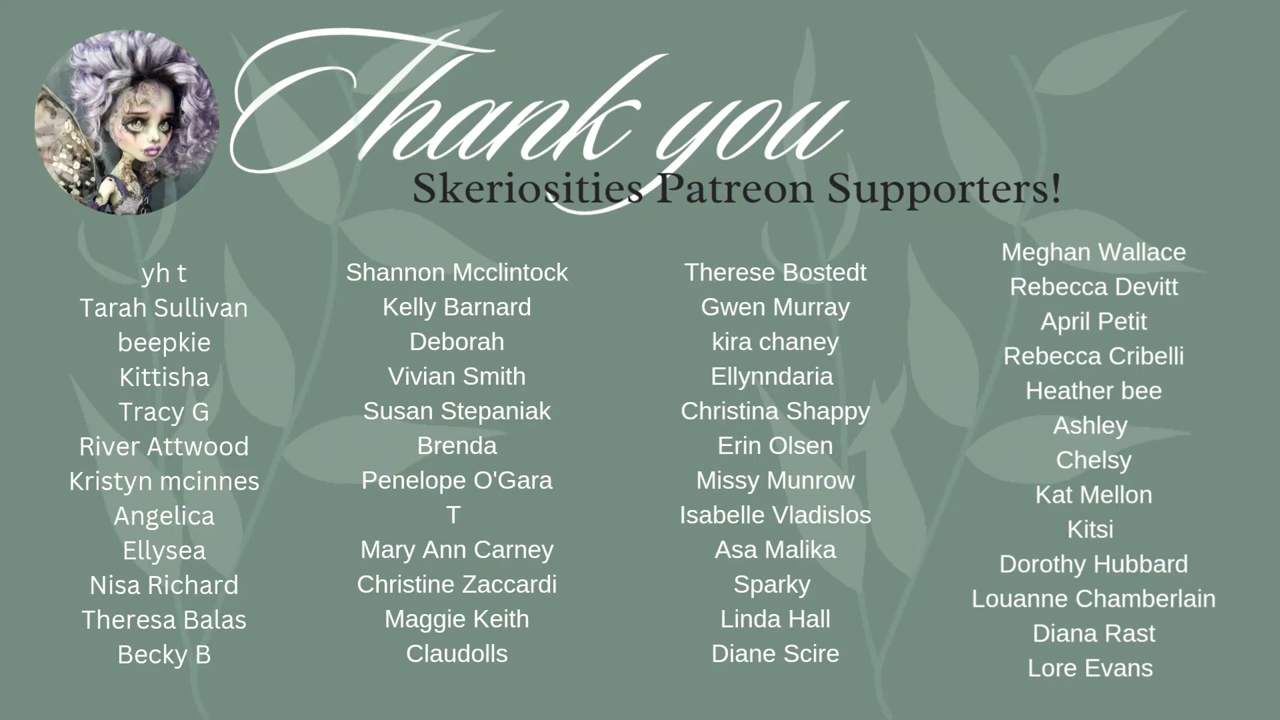 Thank you
Skeriosities Patreon Supporters!
yh t
Tarah Sullivan
beepkie
Kittisha
Tracy G
River Attwood
Kristyn mcinnes
Angelica
Ellysea
Nisa Richard
Theresa Balas
Becky B
Shannon Mcclintock
Kelly Barnard
Deborah
Vivian Smith
Susan Stepaniak
Brenda
Penelope O'Gara
T
Mary Ann Carney
Christine Zaccardi
Maggie Keith
Claudolls
Therese Bostedt
Gwen Murray
kira chaney
Ellynndaria
Christina Shappy
Erin Olsen
Missy Munrow
Isabelle Vladislos
Asa Malika
Sparky
Linda Hall
Diane Scire
Meghan Wallace
Rebecca Devitt
April Petit
Rebecca Cribelli
Heather bee
Ashley
Chelsy
Kat Mellon
Kitsi
Dorothy Hubbard
Louanne Chamberlain
Diana Rast
Lore Evans